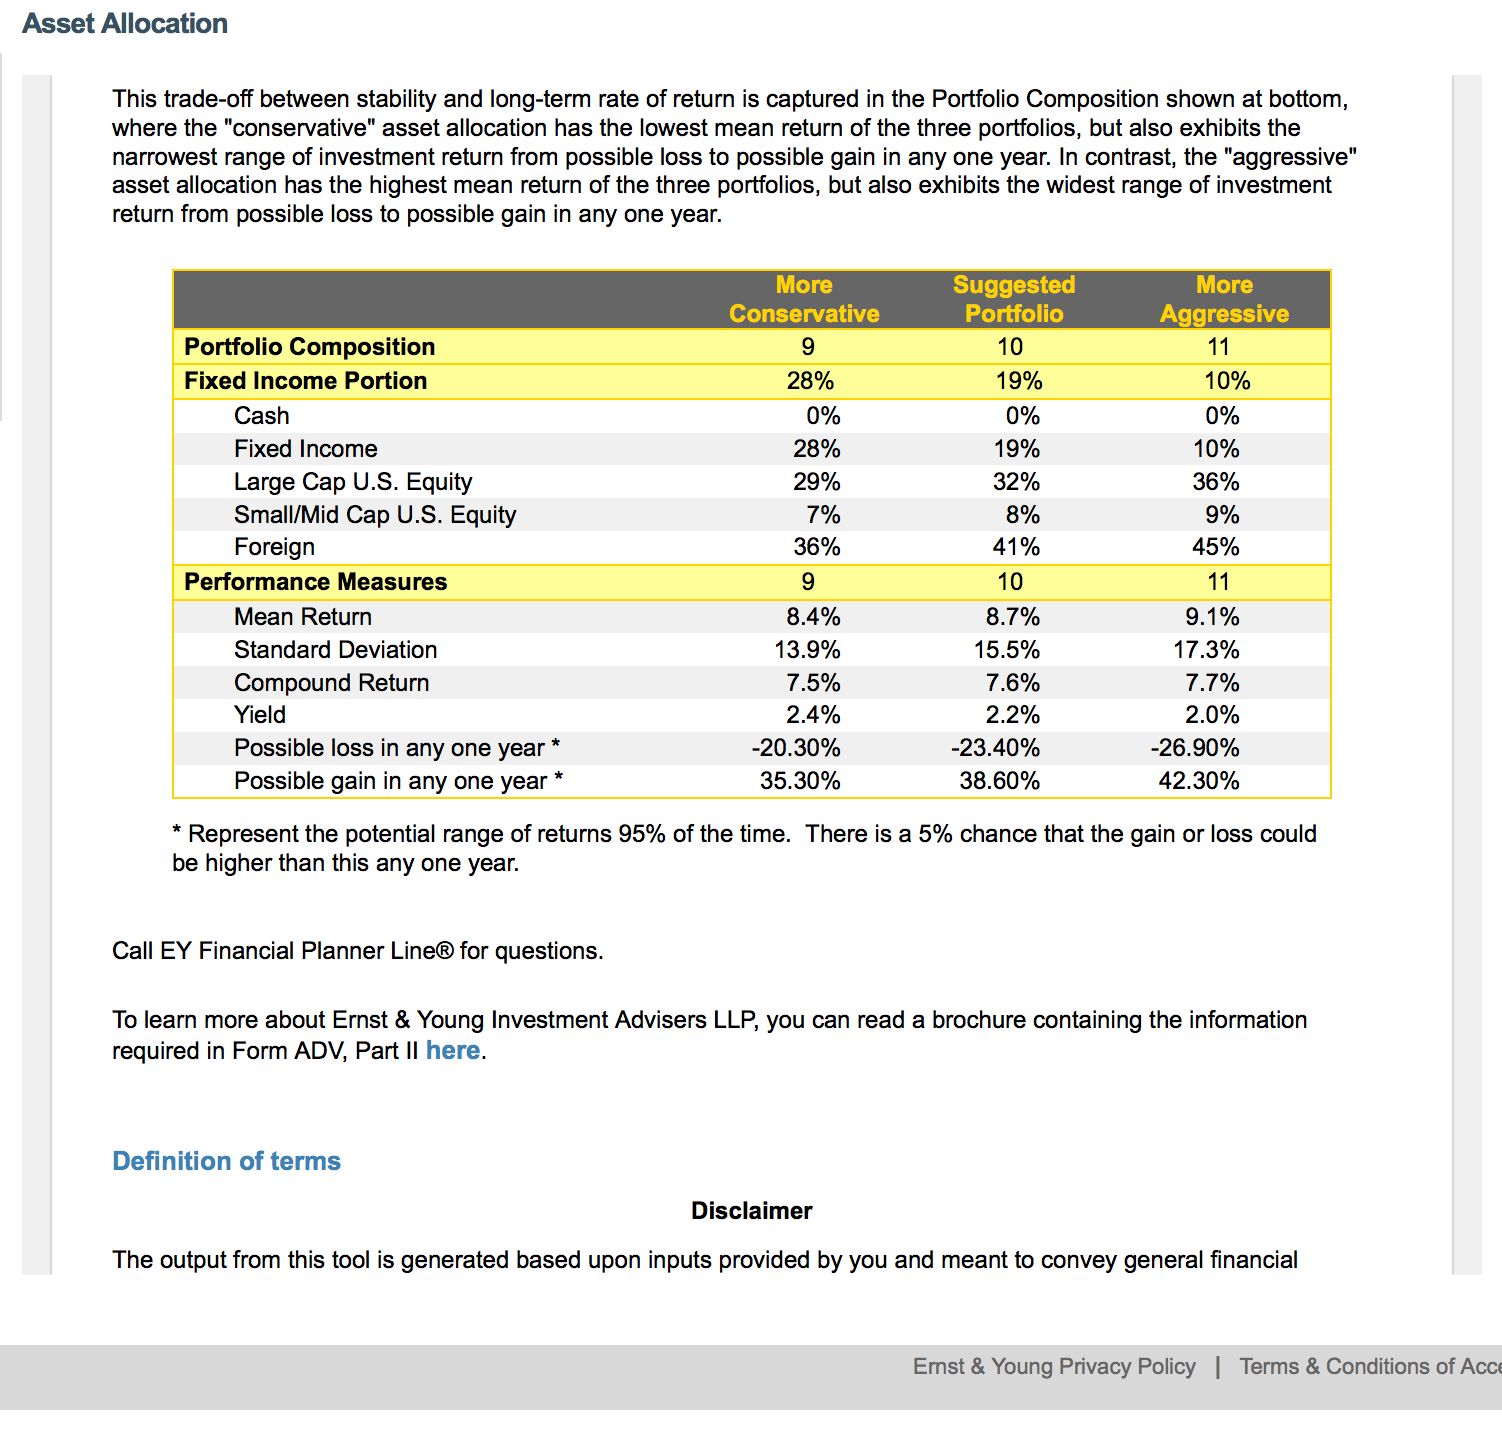 Asset Allocation
This trade-off between stability and long-term rate of return is captured in the Portfolio Composition shown at bottom,
where the "conservative" asset allocation has the lowest mean return of the three portfolios, but also exhibits the
narrowest range of investment return from possible loss to possible gain in any one year. In contrast, the "aggressive"
asset allocation has the highest mean return of the three portfolios, but also exhibits the widest range of investment
return from possible loss to possible gain in any one year.
More Suggested More
Conservative Portfolio Aggressive
Portfolio Composition 9 10 11
Fixed Income Portion 28% 19% 10%
Cash 0% 0% 0%
Fixed Income 28% 19% 10%
Large Cap U.S. Equity 29% 32% 36%
Small/Mid Cap U.S. Equity 7% 8% 9%
Foreign 36% 41% 45%
Performance Measures 9 10 11
Mean Return 8.4% 8.7% 9.1%
Standard Deviation 13.9% 15.5% 17.3%
Compound Return 7.5% 7.6% 7.7%
Yield 2.4% 2.2% 2.0%
Possible loss in any one year * -20.30% -23.40% -26.90%
Possible gain in any one year * 35.30% 38.60% 42.30%
* Represent the potential range of returns 95% of the time. There is a 5% chance that the gain or loss could
be higher than this any one year.
Call EY Financial Planner Line® for questions.
To learn more about Ernst & Young Investment Advisers LLP, you can read a brochure containing the information
required in Form ADV, Part II here.
Definition of terms
Disclaimer
The output from this tool is generated based upon inputs provided by you and meant to convey general financial
Ernst & Young Privacy Policy | Terms & Conditions of Acce